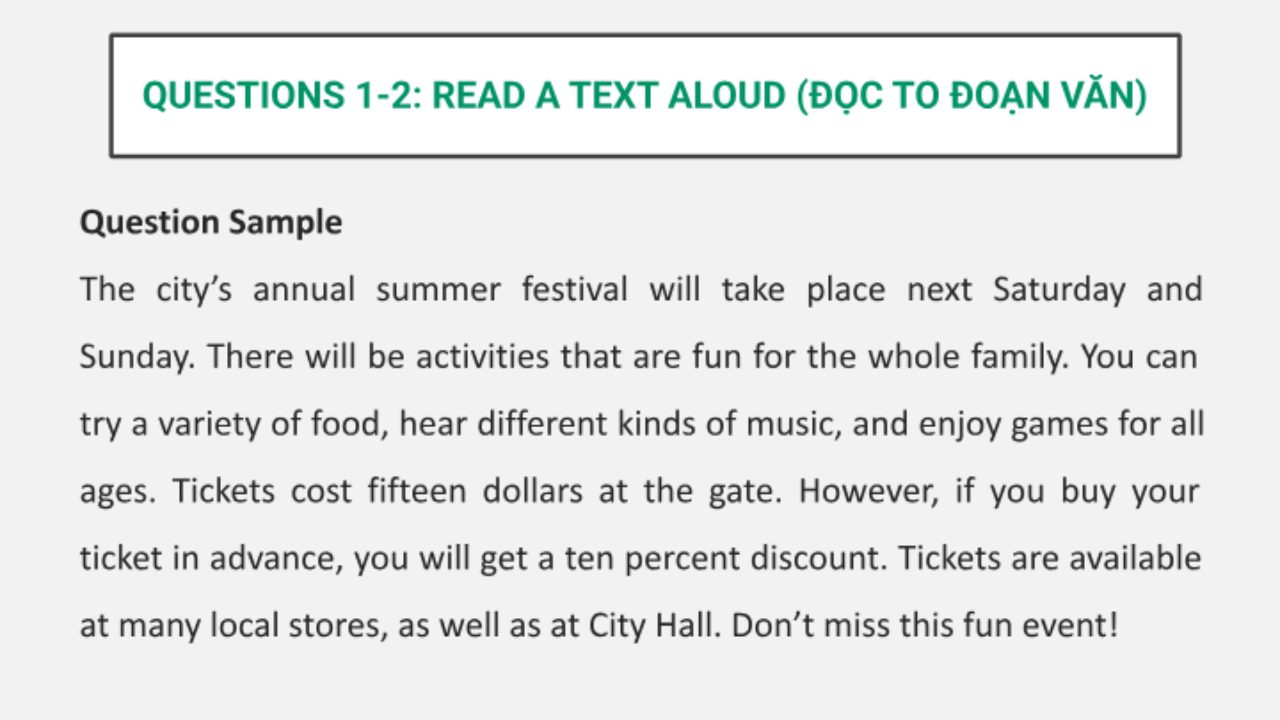 QUESTIONS 1-2: READ A TEXT ALOUD (ĐỌC TO ĐOẠN VĂN)
Question Sample
The city’s annual summer festival will take place next Saturday and
Sunday. There will be activities that are fun for the whole family. You can
try a variety of food, hear different kinds of music, and enjoy games for all
ages. Tickets cost fifteen dollars at the gate. However, if you buy your
ticket in advance, you will get a ten percent discount. Tickets are available
at many local stores, as well as at City Hall. Don’t miss this fun event!